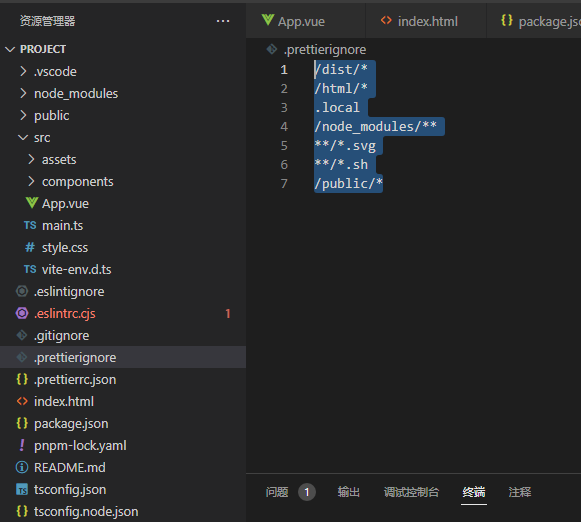 资源管理器
PROJECT
.vscode
node_modules
public
src
assets
components
App.vue
TS main.ts
# style.css
TS vite-env.d.ts
.eslintignore
.eslintrc.cjs 1
.gitignore
.prettierignore
{} .prettierrc.json
<> index.html
{} package.json
! pnpm-lock.yaml
README.md
TS tsconfig.json
{} tsconfig.node.json
App.vue <> index.html {} package.jso
.prettierignore
1 /dist/*
2 /html/*
3 .local
4 /node_modules/**
5 **/*.svg
6 **/*.sh
7 /public/*
问题 1 输出 调试控制台 终端 注释